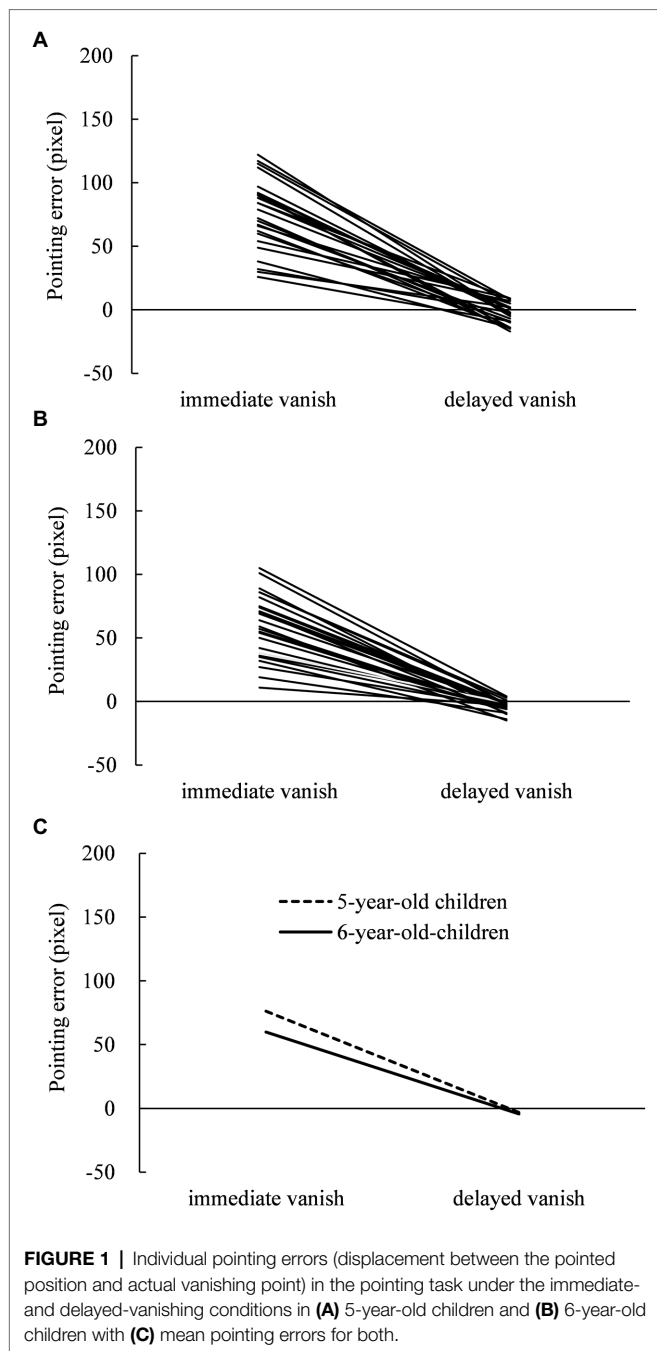 A
200
150
100
50
0
-50
Pointing error (pixel)
immediate vanish delayed vanish
B
200
150
100
50
0
-50
Pointing error (pixel)
immediate vanish delayed vanish
C
200
150
100
50
0
-50
Pointing error (pixel)
5-year-old children
6-year-old-children
immediate vanish delayed vanish
FIGURE 1 | Individual pointing errors (displacement between the pointed
position and actual vanishing point) in the pointing task under the immediate-
and delayed-vanishing conditions in (A) 5-year-old children and (B) 6-year-old
children with (C) mean pointing errors for both.